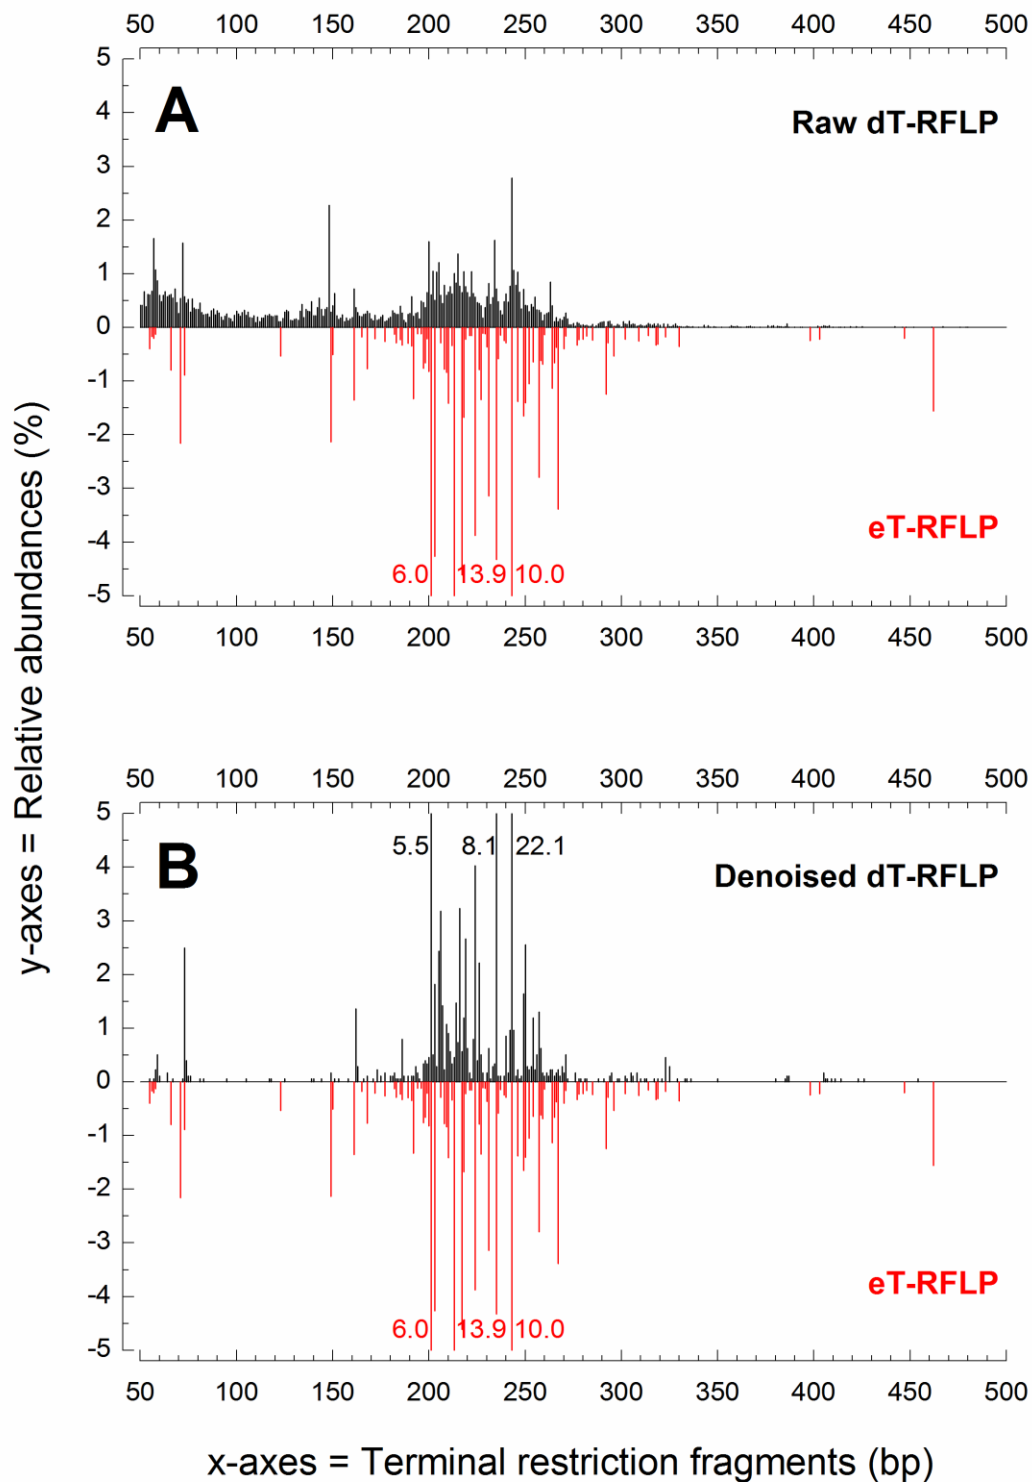 50 100 150 200 250 300 350 400 450 500
5
A
4
Raw dT-RFLP
3
2
1
0
-1
-2
-3
eT-RFLP
-4
6.0 13.9 10.0
-5
50 100 150 200 250 300 350 400 450 500
y-axes = Relative abundances (%)
50 100 150 200 250 300 350 400 450 500
5
5.5 8.1 22.1
B
4
Denoised dT-RFLP
3
2
1
0
-1
-2
-3
eT-RFLP
-4
6.0 13.9 10.0
-5
50 100 150 200 250 300 350 400 450 500
x-axes = Terminal restriction fragments (bp)